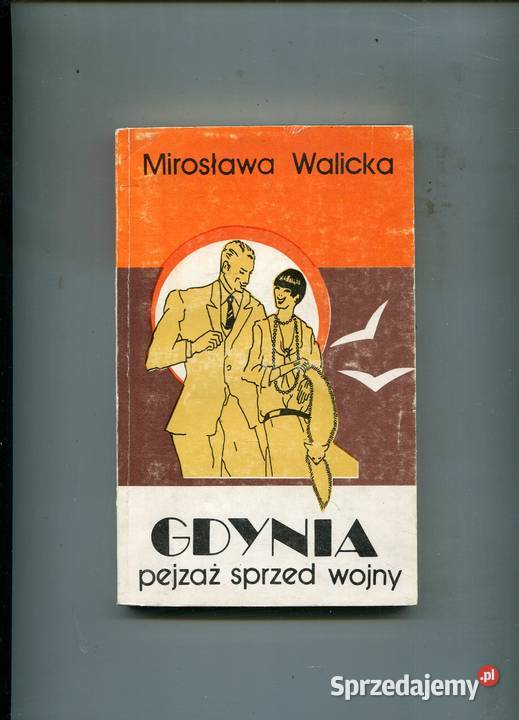 Mirosława Walicka
GDYNIA
pejzaż sprzed wojny
Sprzedajemy.pl